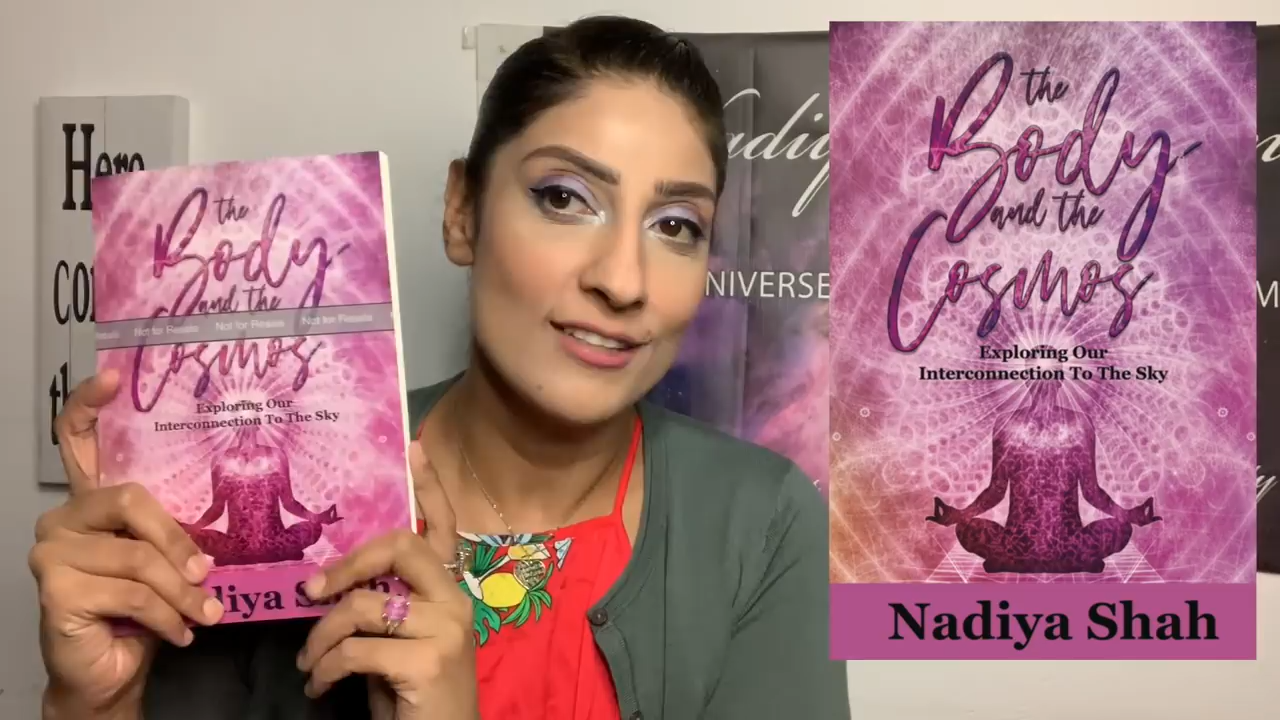 Here
the
Body
and the
Cosmos
Not for Resale Not for Resale Not for Resale
Exploring Our
Interconnection To The Sky
Shah
NIVERSE
the
Body
and the
Cosmos
Exploring Our
Interconnection To The Sky
Nadiya Shah